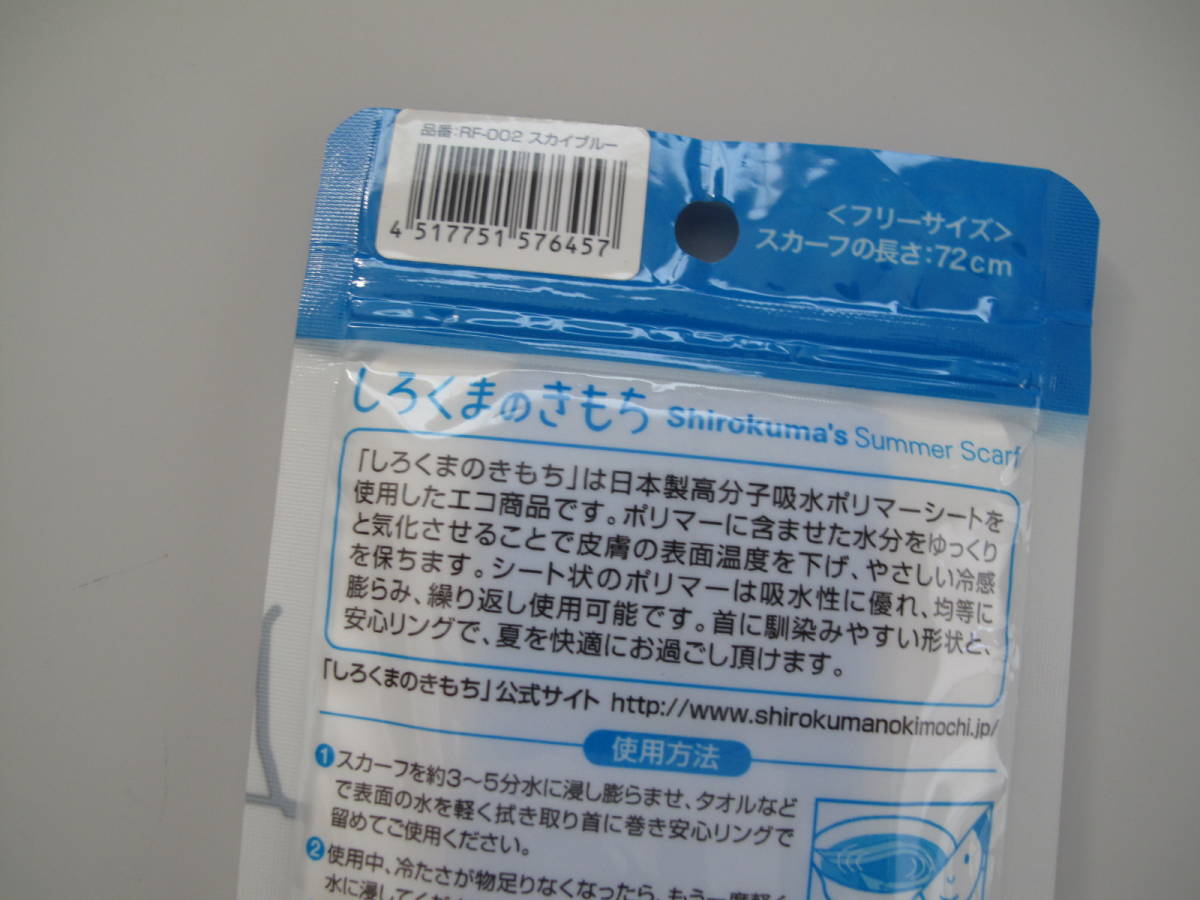 品番:RF-002 スカイブルー
4 517751 576457
<フリーサイズ>
スカーフの長さ:72cm
しろくまのきもち Shirokuma's Summer Scarf
「しろくまのきもち」は日本製高分子吸水ポリマーシートを
使用したエコ商品です。ポリマーに含ませた水分をゆっくり
と気化させることで皮膚の表面温度を下げ、やさしい冷感
を保ちます。シート状のポリマーは吸水性に優れ、均等に
膨らみ、繰り返し使用可能です。首に馴染みやすい形状と、
安心リングで、夏を快適にお過ごし頂けます。
「しろくまのきもち」公式サイト http://www.shirokumanokimochi.jp/
使用方法
1 スカーフを約3〜5分水に浸し膨らませ、タオルなど
で表面の水を軽く拭き取り首に巻き安心リングで
留めてご使用ください。
2 使用中、冷たさが物足りなくなったら、もう一度軽く
水に浸してくだ